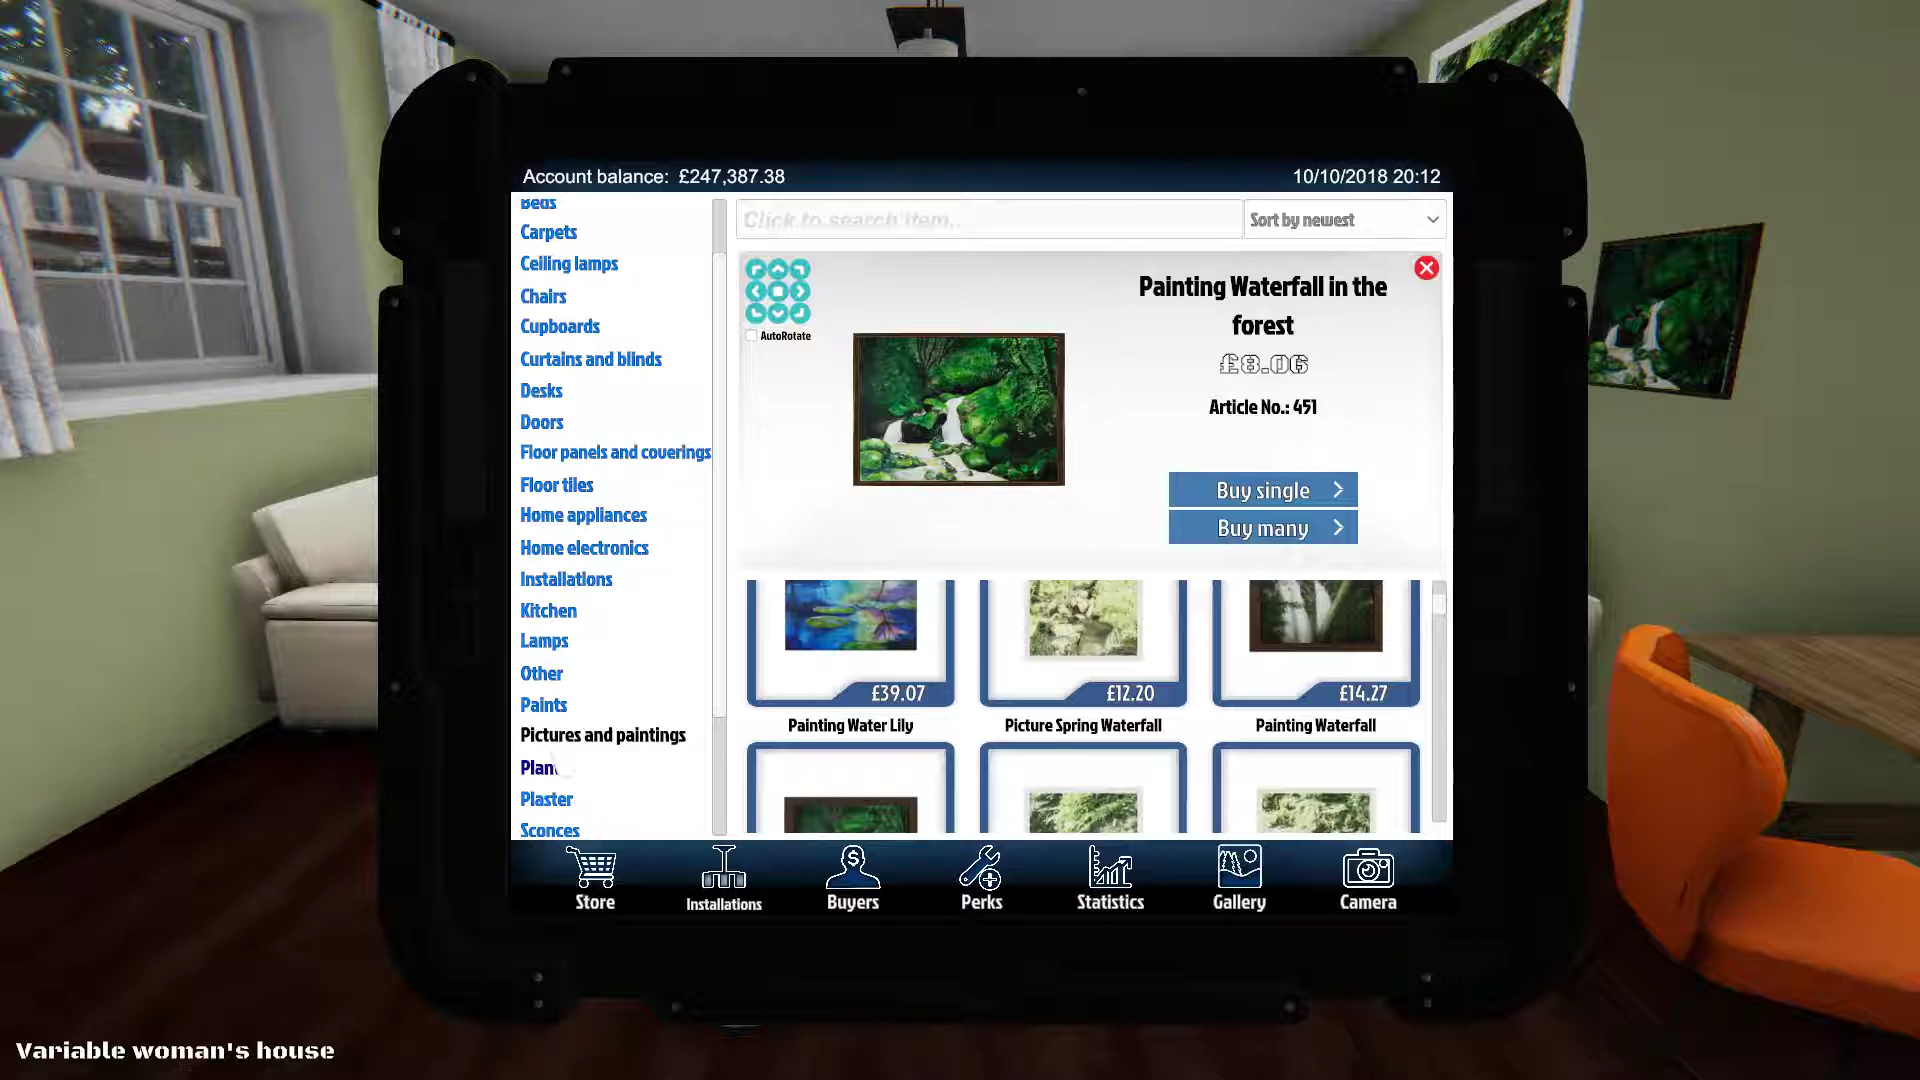 Account balance: £247,387.38
10/10/2018 20:12
Beds
Carpets
Ceiling lamps
Chairs
Cupboards
Curtains and blinds
Desks
Doors
Floor panels and coverings
Floor tiles
Home appliances
Home electronics
Installations
Kitchen
Lamps
Other
Paints
Pictures and paintings
Plan
Plaster
Sconces
Click to search item...
Sort by newest
AutoRotate
Painting Waterfall in the
forest
£8.06
Article No.: 451
Buy single
Buy many
£39.07
£12.20
£14.27
Painting Water Lily
Picture Spring Waterfall
Painting Waterfall
Store
Installations
Buyers
Perks
Statistics
Gallery
Camera
Variable woman's house